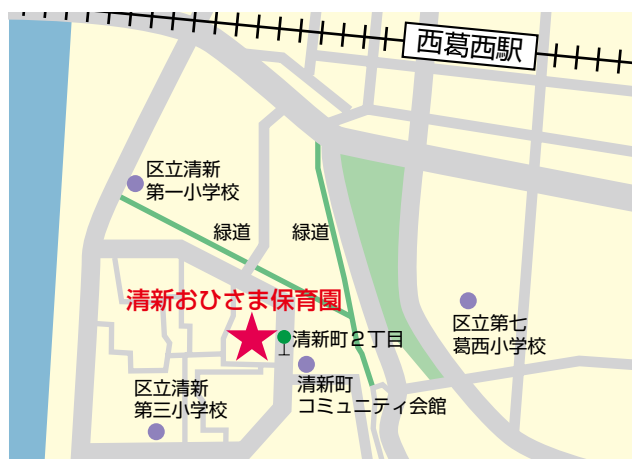 西葛西駅
区立清新
第一小学校
緑道
緑道
清新おひさま保育園
清新町２丁目
区立第七
葛西小学校
清新町
コミュニティ会館
区立清新
第三小学校